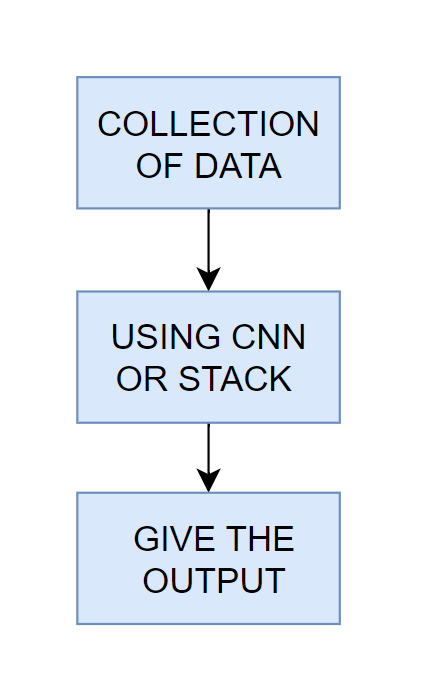 COLLECTION
OF DATA
USING CNN
OR STACK
GIVE THE
OUTPUT